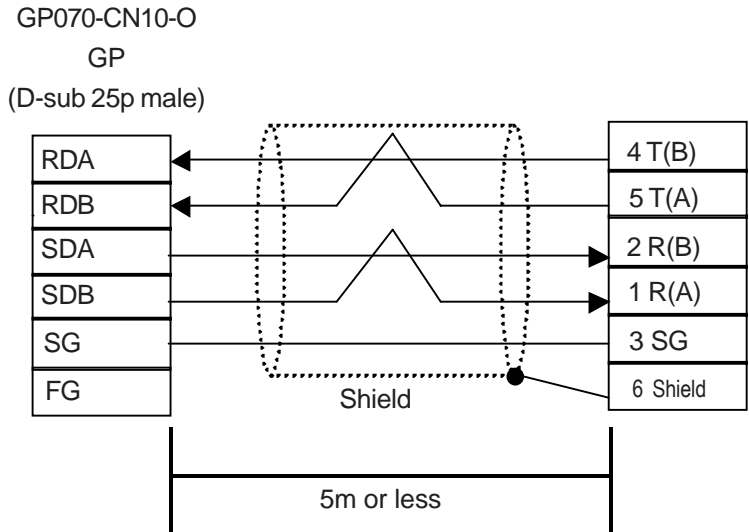 GP070-CN10-O
GP
(D-sub 25p male)
RDA
4 T(B)
RDB
5 T(A)
SDA
2 R(B)
SDB
1 R(A)
SG
3 SG
FG
6 Shield
Shield
5m or less